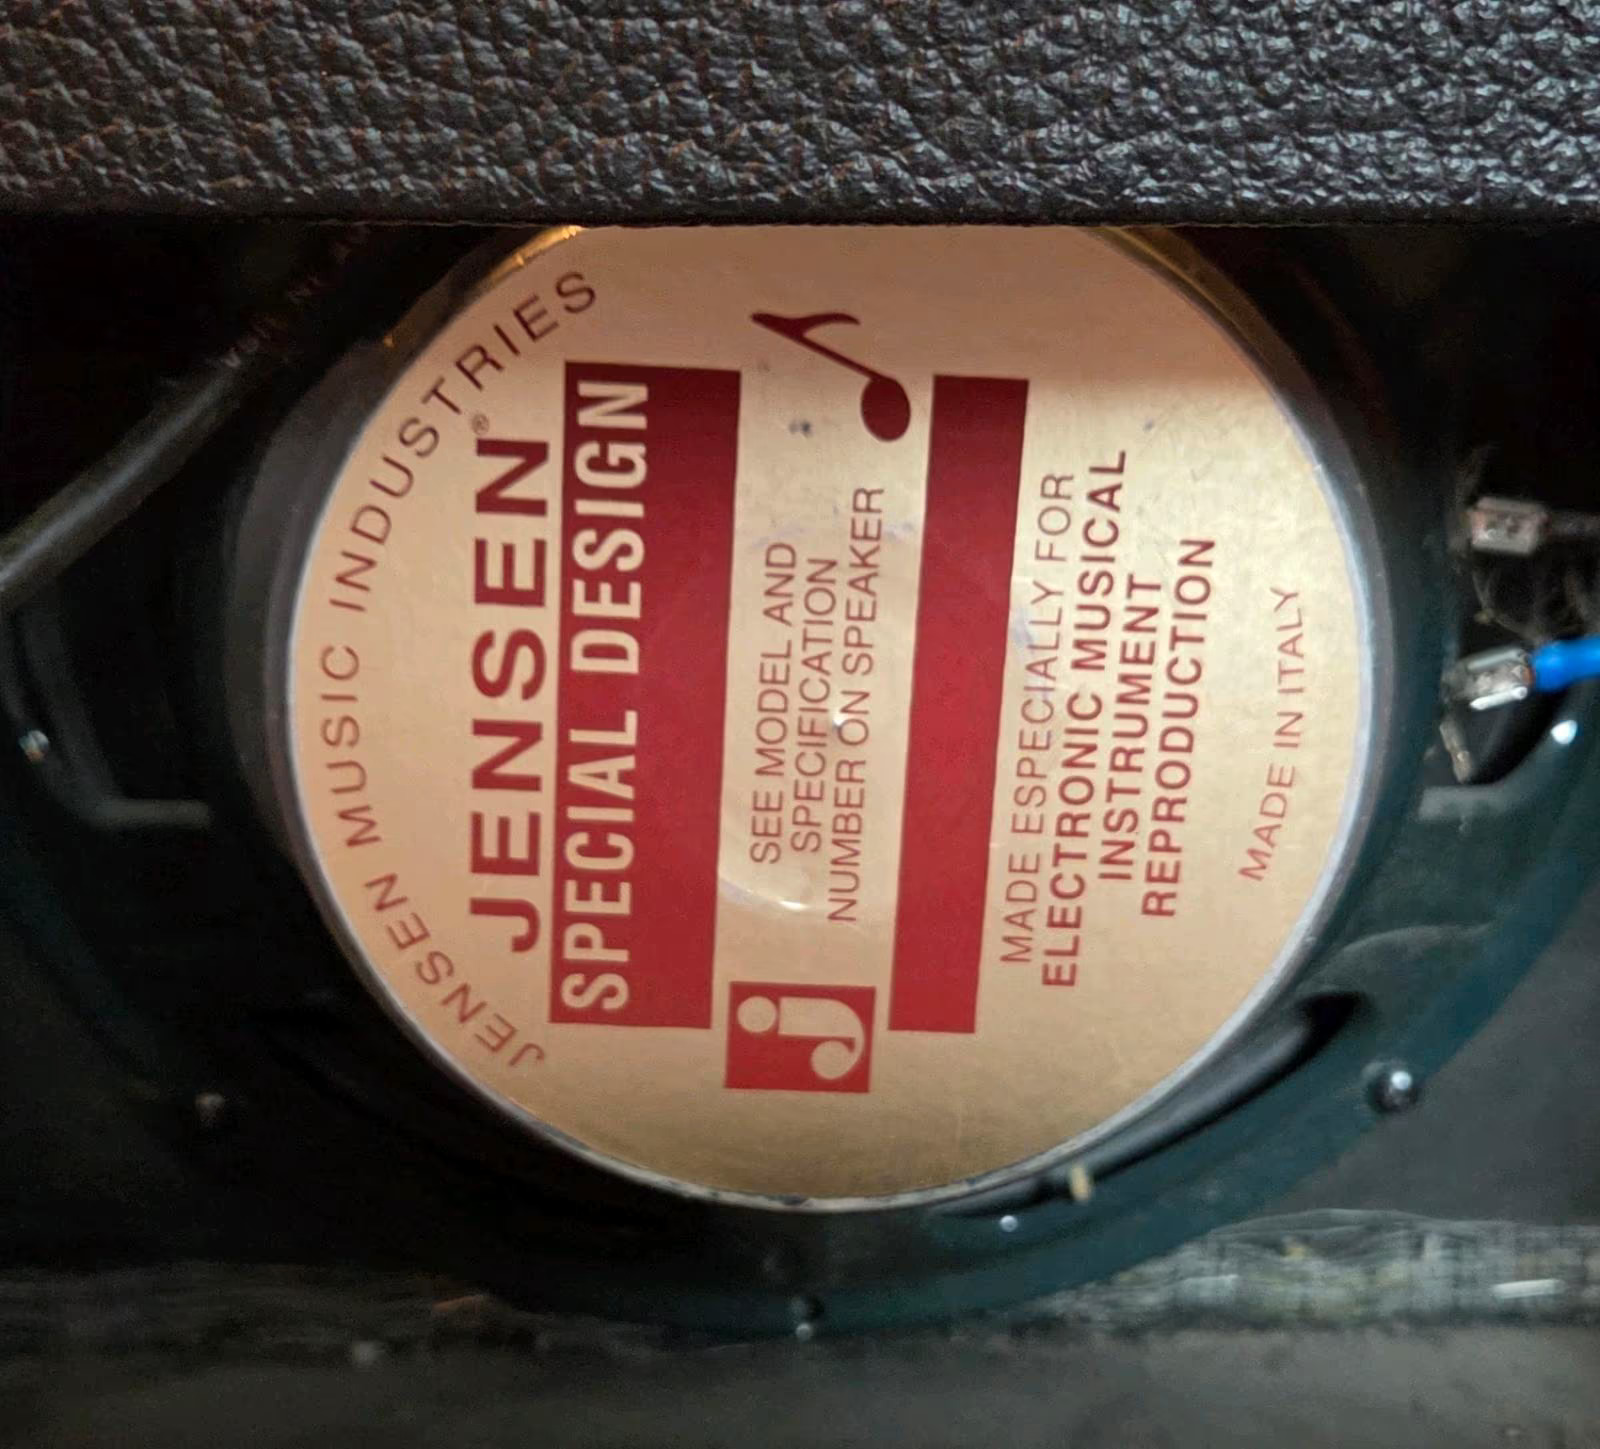 JENSEN MUSIC INDUSTRIES
JENSEN®
SPECIAL DESIGN
SEE MODEL AND
SPECIFICATION
NUMBER ON SPEAKER
j
MADE ESPECIALLY FOR
ELECTRONIC MUSICAL
INSTRUMENT
REPRODUCTION
MADE IN ITALY